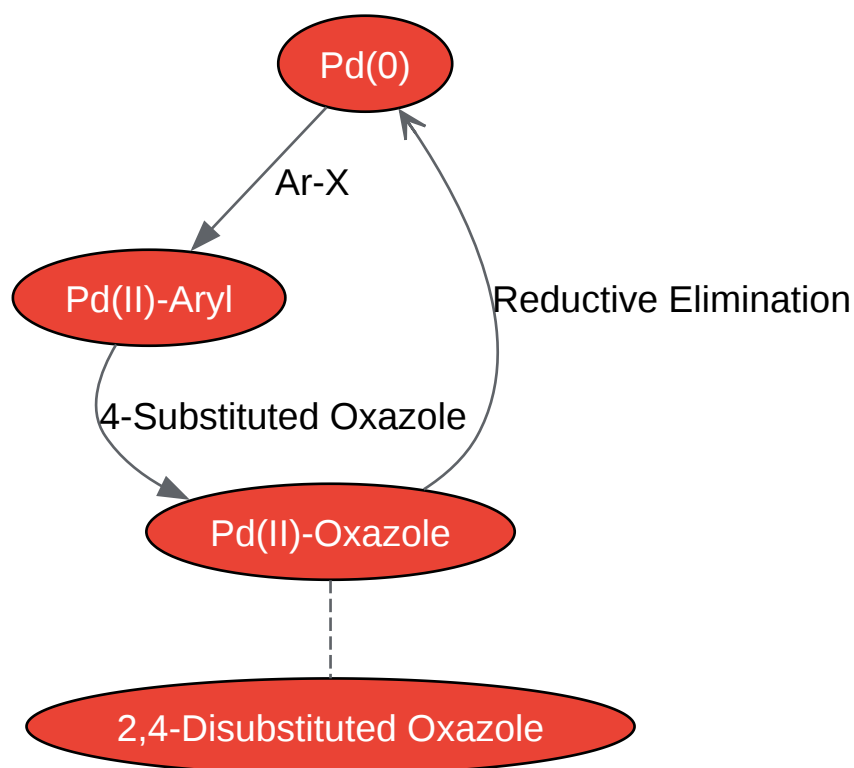 Pd(0)
Ar-X
Pd(II)-Aryl
Reductive Elimination
4-Substituted Oxazole
Pd(II)-Oxazole
2,4-Disubstituted Oxazole